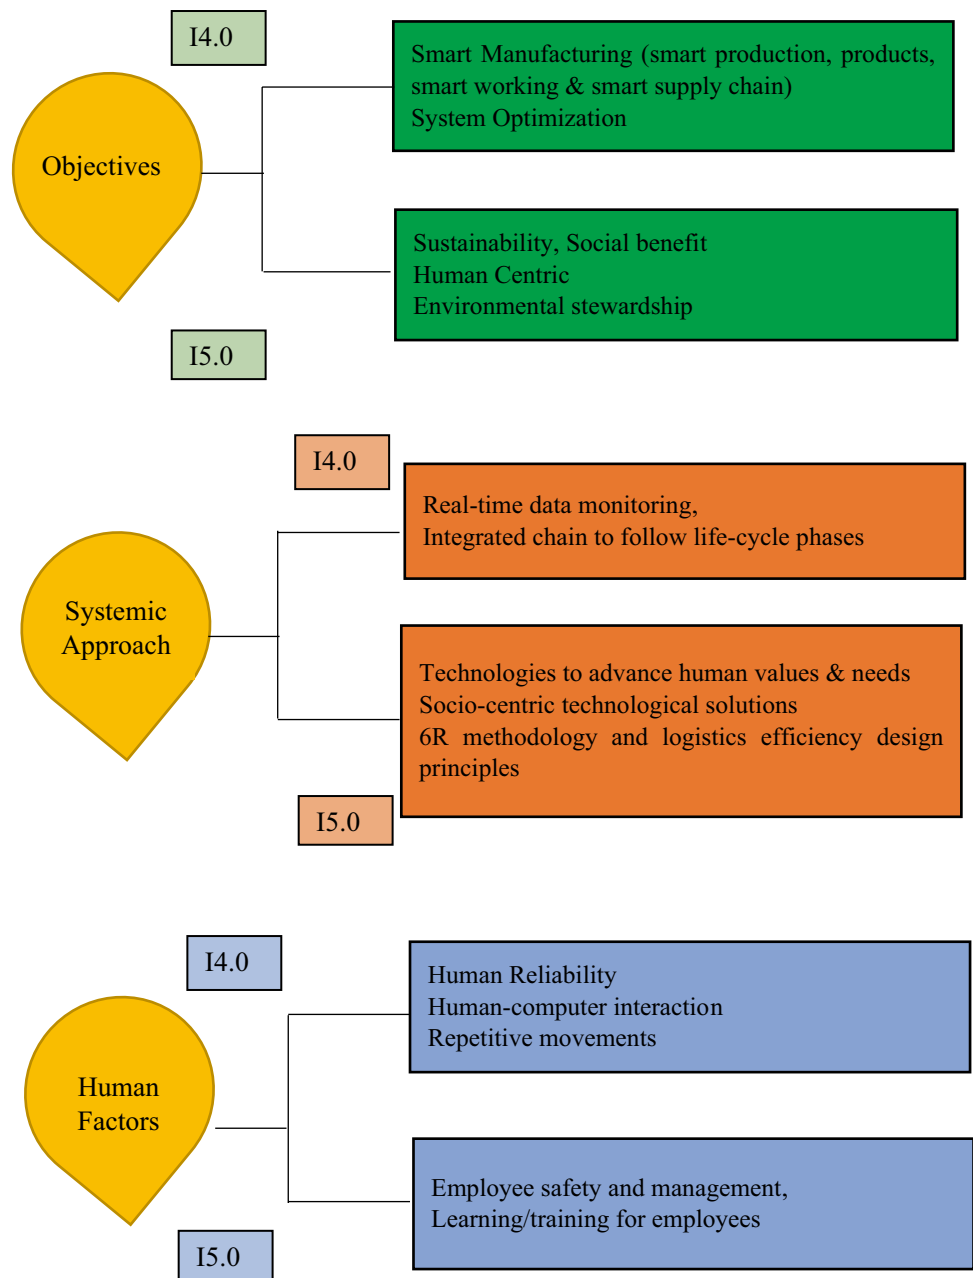 I4.0
Smart Manufacturing (smart production, products,
smart working & smart supply chain)
System Optimization
Objectives
Sustainability, Social benefit
Human Centric
Environmental stewardship
I5.0
I4.0
Real-time data monitoring,
Integrated chain to follow life-cycle phases
Systemic
Approach
Technologies to advance human values & needs
Socio-centric technological solutions
6R methodology and logistics efficiency design
principles
I5.0
I4.0
Human Reliability
Human-computer interaction
Repetitive movements
Human
Factors
Employee safety and management,
Learning/training for employees
I5.0